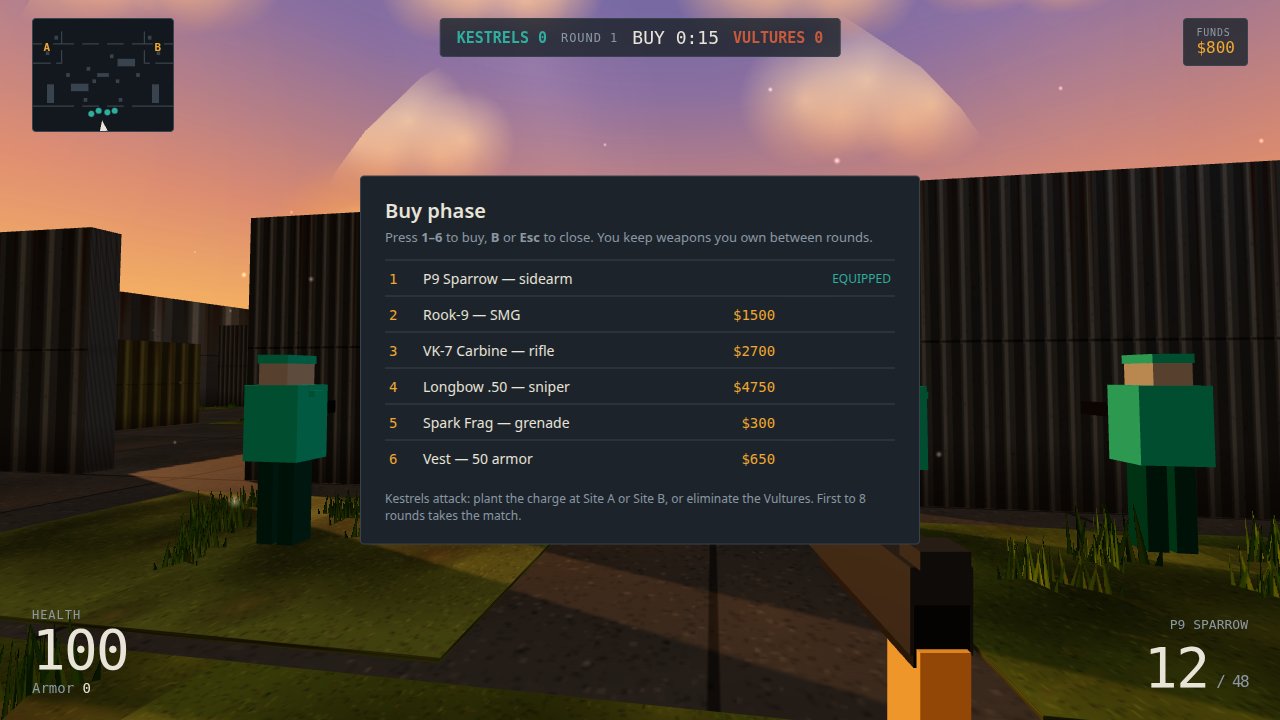 A
B
KESTRELS 0 ROUND 1 BUY 0:15 VULTURES 0
FUNDS
$800
Buy phase
Press 1–6 to buy, B or Esc to close. You keep weapons you own between rounds.
1 P9 Sparrow — sidearm EQUIPPED
2 Rook-9 — SMG $1500
3 VK-7 Carbine — rifle $2700
4 Longbow .50 — sniper $4750
5 Spark Frag — grenade $300
6 Vest — 50 armor $650
Kestrels attack: plant the charge at Site A or Site B, or eliminate the Vultures. First to 8
rounds takes the match.
HEALTH
100
Armor 0
P9 SPARROW
12 / 48